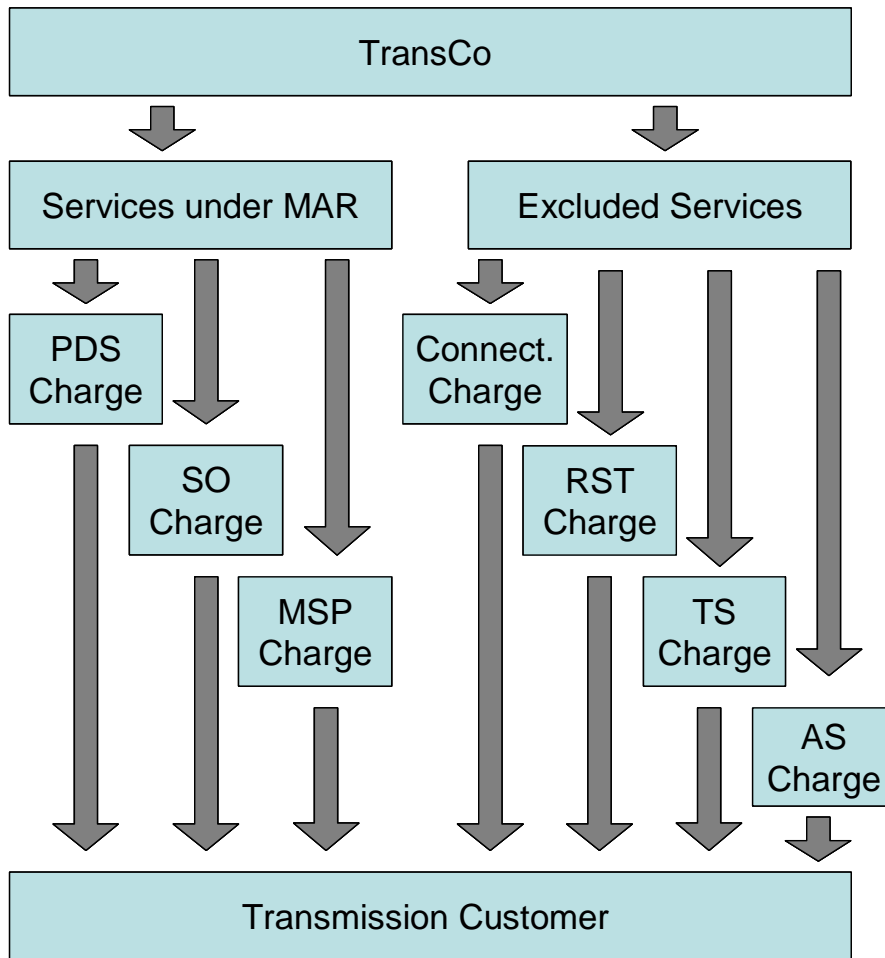 TransCo
Services under MAR
Excluded Services
PDS
Charge
Connect.
Charge
SO
Charge
RST
Charge
MSP
Charge
TS
Charge
AS
Charge
Transmission Customer